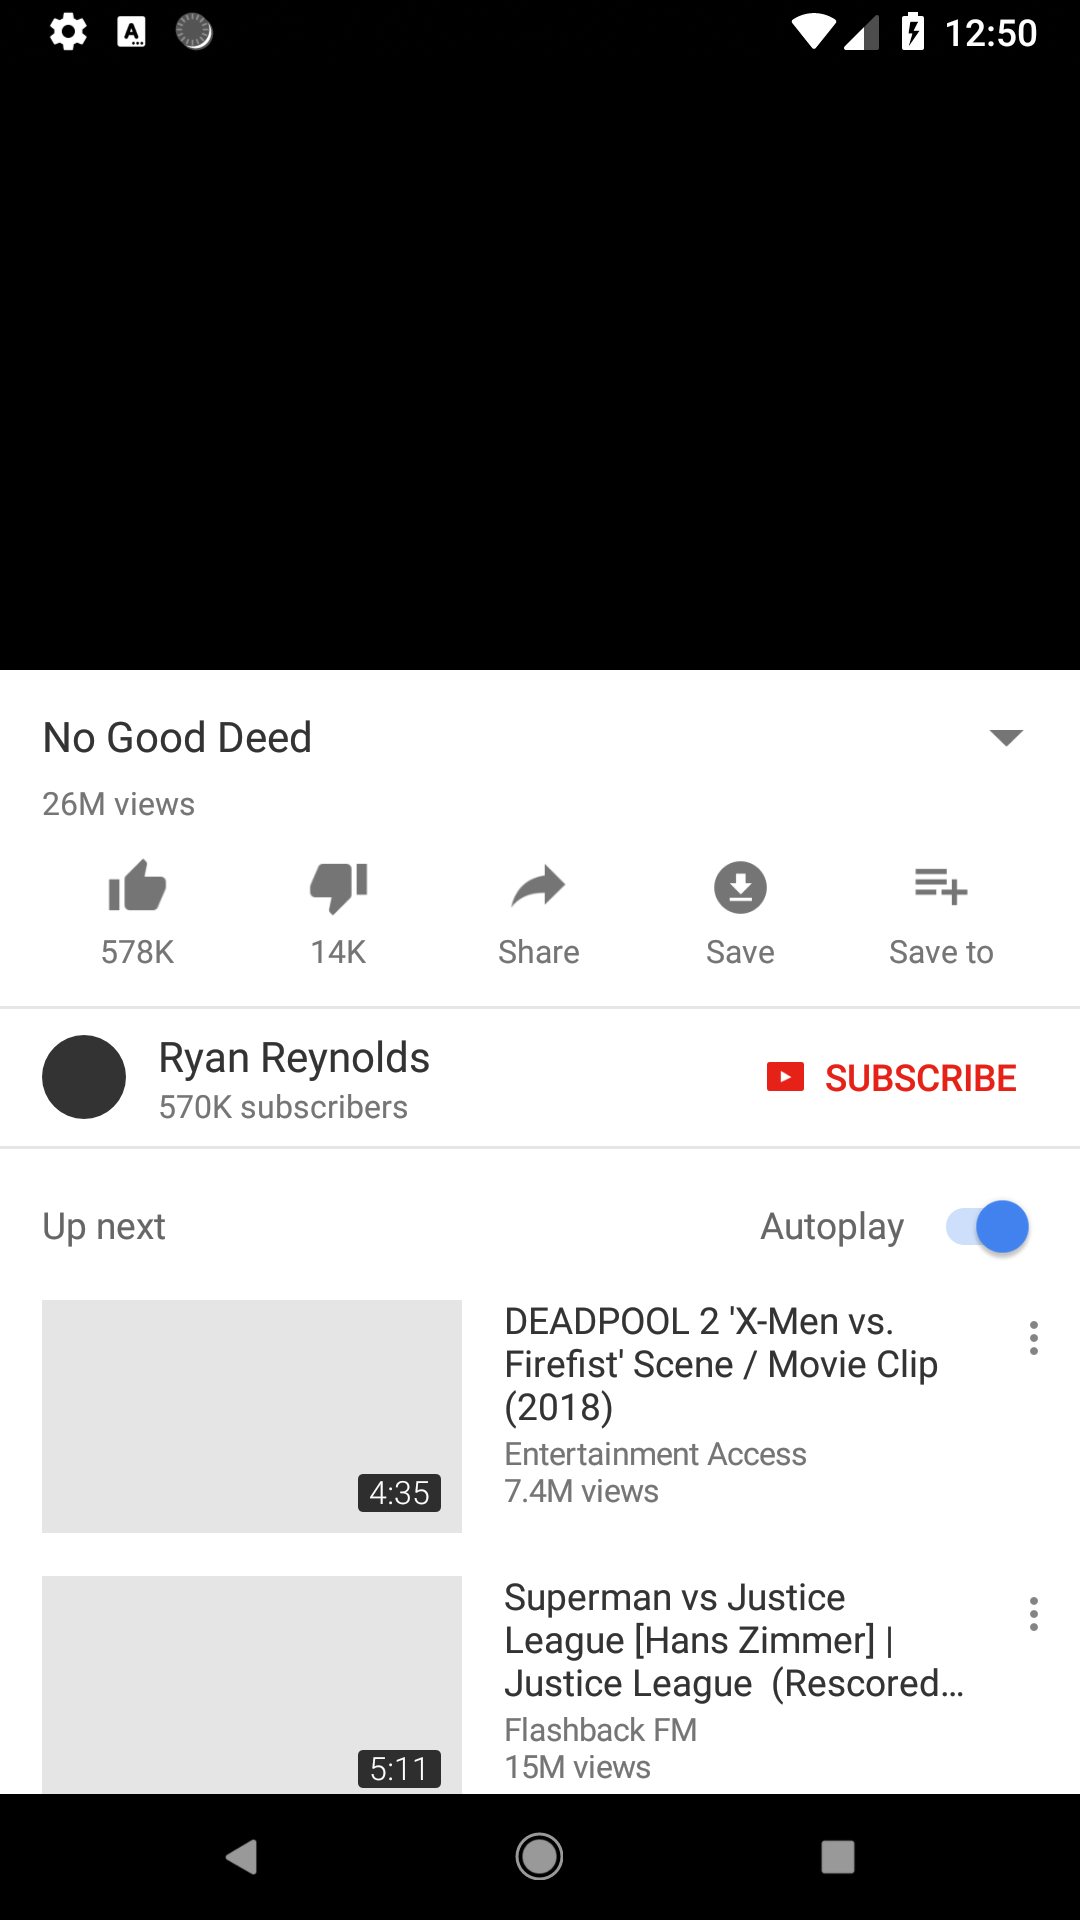 12:50
No Good Deed
26M views
578K
14K
Share
Save
Save to
Ryan Reynolds
570K subscribers
SUBSCRIBE
Up next
Autoplay
DEADPOOL 2 'X-Men vs.
Firefist' Scene / Movie Clip
(2018)
Entertainment Access
7.4M views
4:35
Superman vs Justice
League [Hans Zimmer] |
Justice League (Rescored...
Flashback FM
15M views
5:11